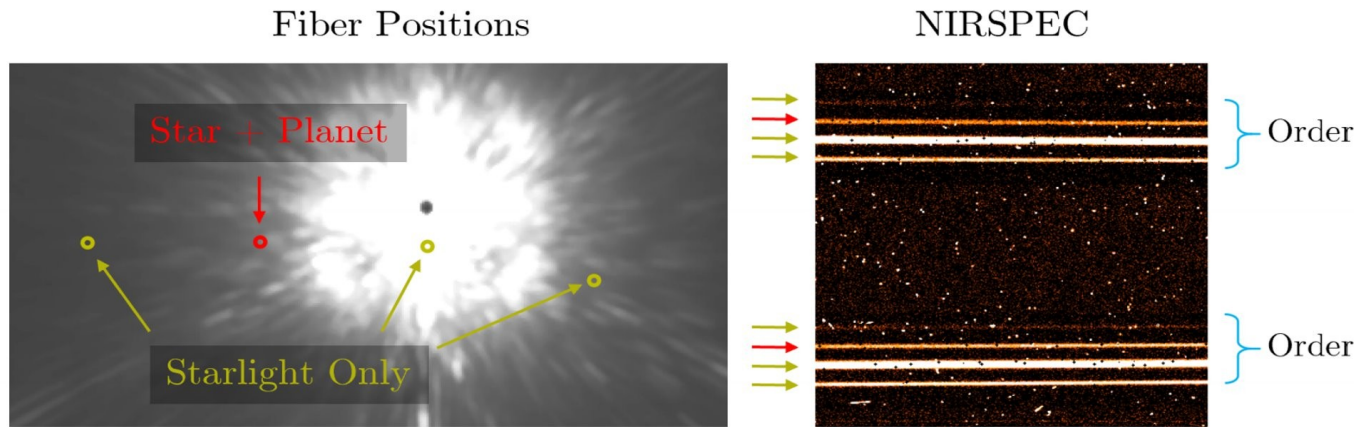 Fiber Positions
NIRSPEC
Star + Planet
Starlight Only
Order
Order